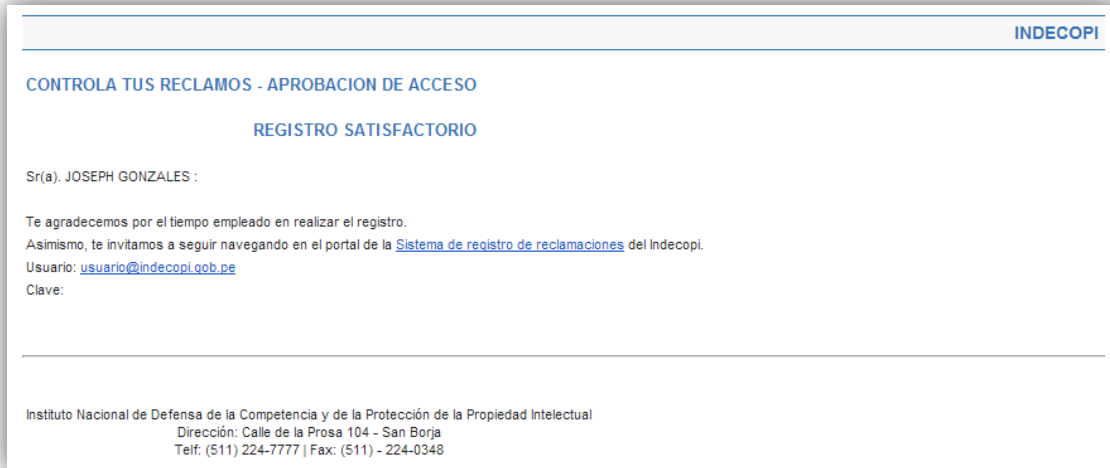 INDECOPI
CONTROLA TUS RECLAMOS - APROBACION DE ACCESO
REGISTRO SATISFACTORIO
Sr(a). JOSEPH GONZALES :
Te agradecemos por el tiempo empleado en realizar el registro.
Asimismo, te invitamos a seguir navegando en el portal de la Sistema de registro de reclamaciones del Indecopi.
Usuario: usuario@indecopi.gob.pe
Clave:
Instituto Nacional de Defensa de la Competencia y de la Protección de la Propiedad Intelectual
Dirección: Calle de la Prosa 104 - San Borja
Telf: (511) 224-7777 | Fax: (511) - 224-0348